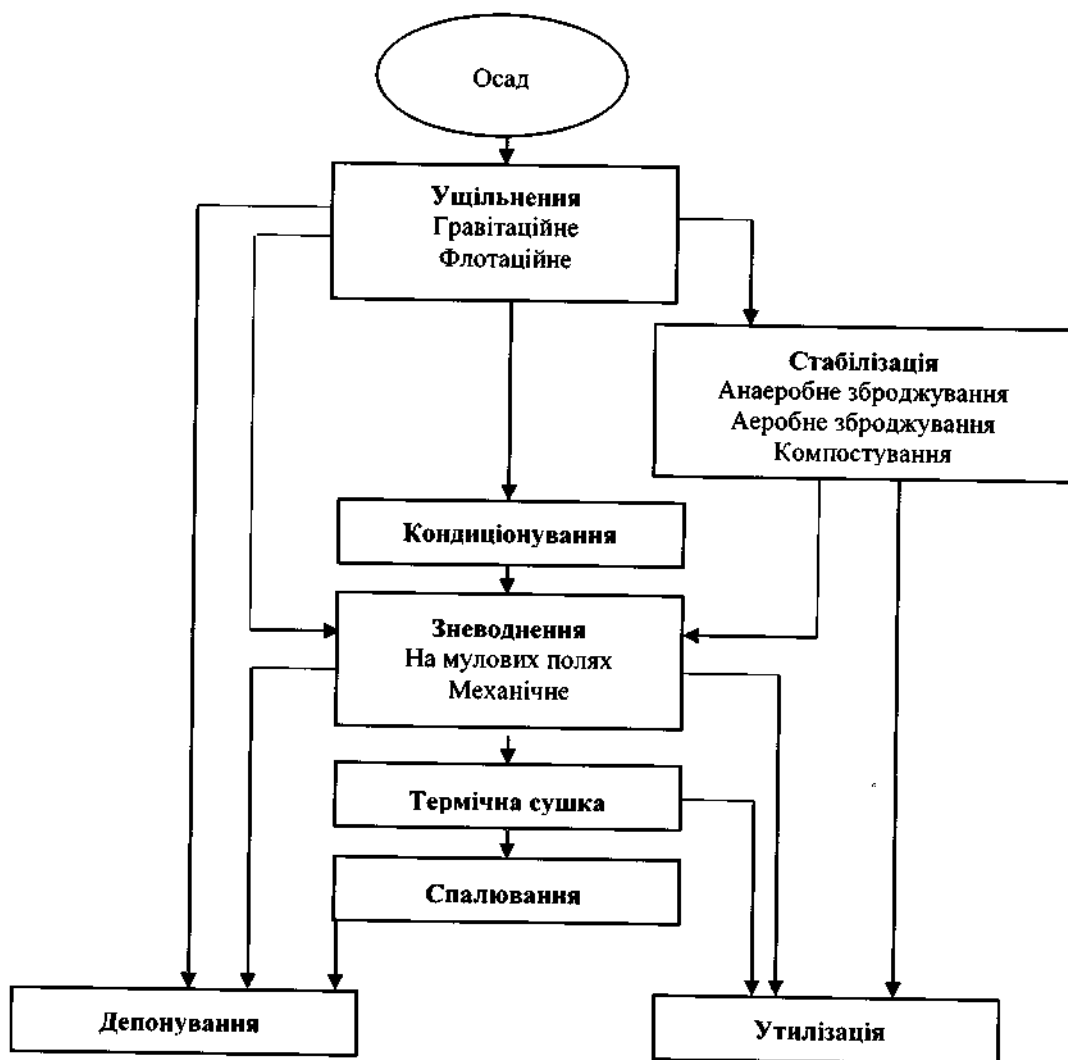 Осад
Ущільнення
Гравітаційне
Флотаційне
Стабілізація
Анаеробне зброджування
Аеробне зброджування
Компостування
Кондиціонування
Зневоднення
На мулових полях
Механічне
Термічна сушка
Спалювання
Депонування
Утилізація